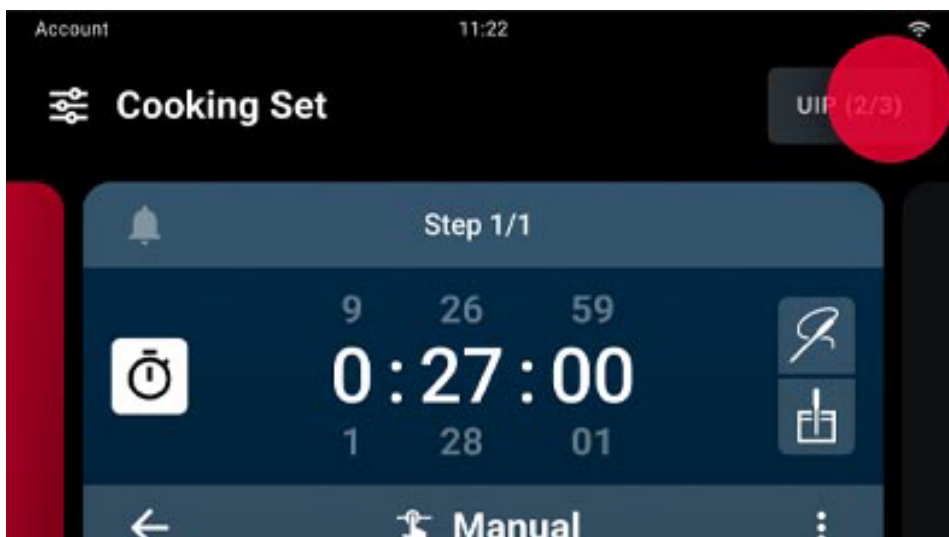 Account 11:22
Cooking Set UIP (2/3)
Step 1/1
9 26 59
0 : 27 : 00
1 28 01
Manual